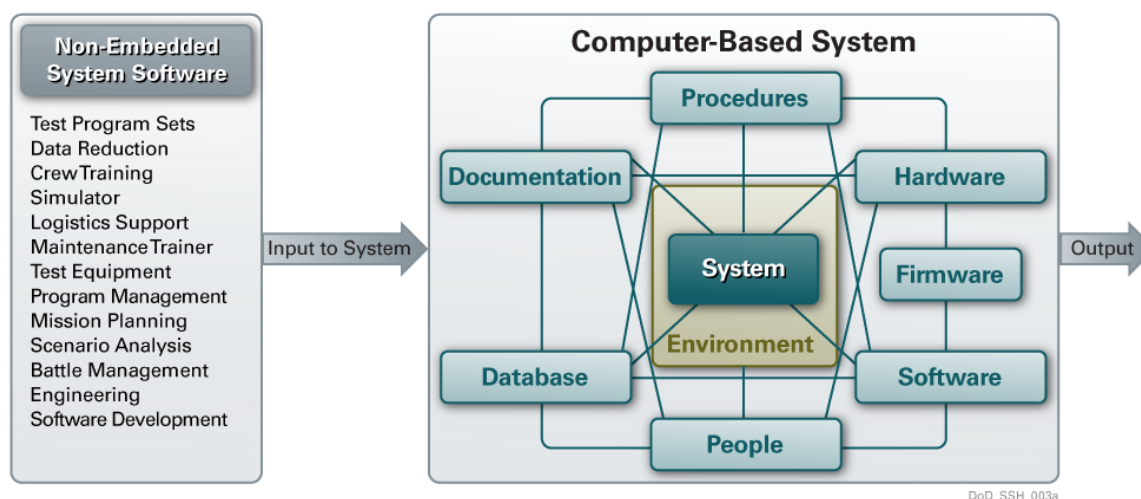 Non-Embedded
System Software
Test Program Sets
Data Reduction
Crew Training
Simulator
Logistics Support
Maintenance Trainer
Test Equipment
Program Management
Mission Planning
Scenario Analysis
Battle Management
Engineering
Software Development
Input to System
Computer-Based System
Procedures
Documentation
Hardware
System
Firmware
Environment
Database
Software
People
Output
DoD_SSH_003a